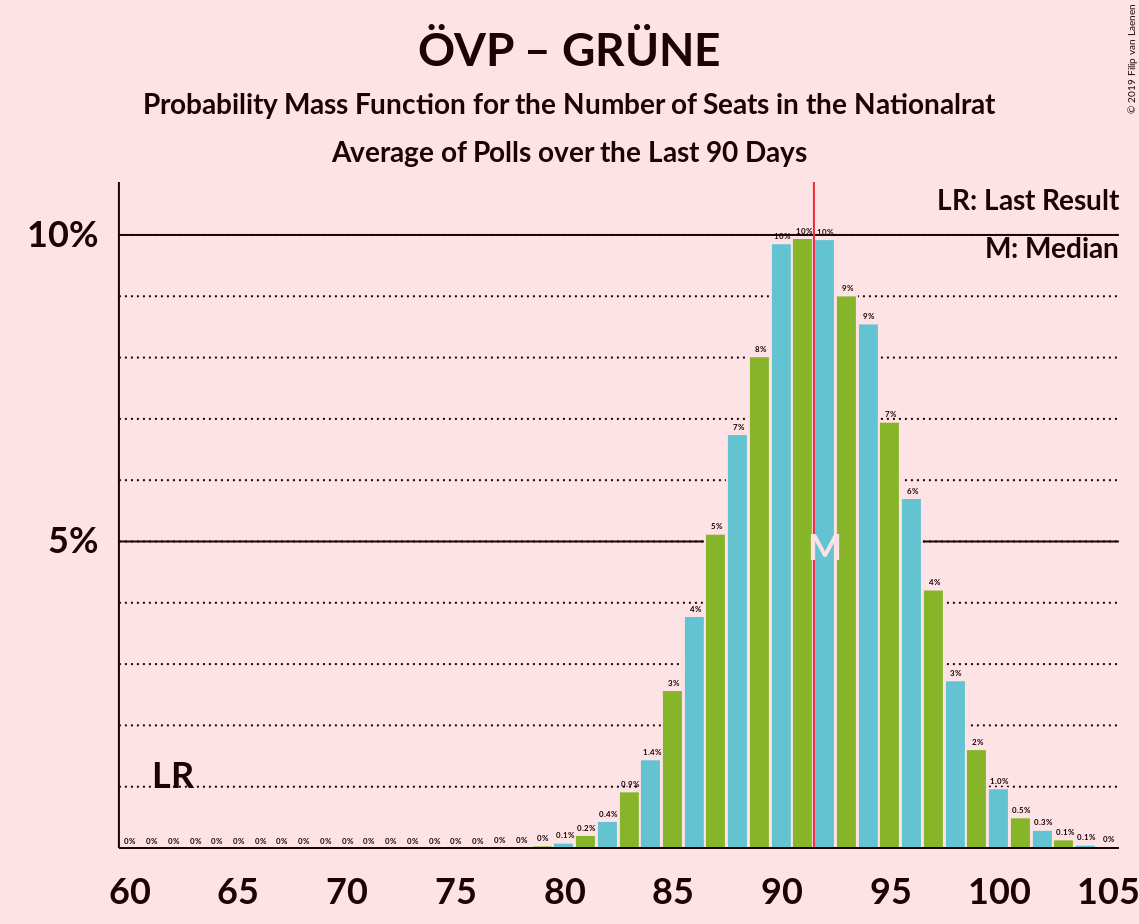 ÖVP – GRÜNE
Probability Mass Function for the Number of Seats in the Nationalrat
Average of Polls over the Last 90 Days
© 2019 Filip van Laenen
LR: Last Result
M: Median
10%
5%
0% 0% 0% 0% 0% 0% 0% 0% 0% 0% 0% 0% 0% 0% 0% 0% 0% 0% 0% 0% 0.1% 0.2% 0.4% 0.9% 1.4% 3% 4% 5% 7% 8% 10% 10% 10% 9% 9% 7% 6% 4% 3% 2% 1.0% 0.5% 0.3% 0.1% 0.1% 0%
M
LR
60 65 70 75 80 85 90 95 100 105